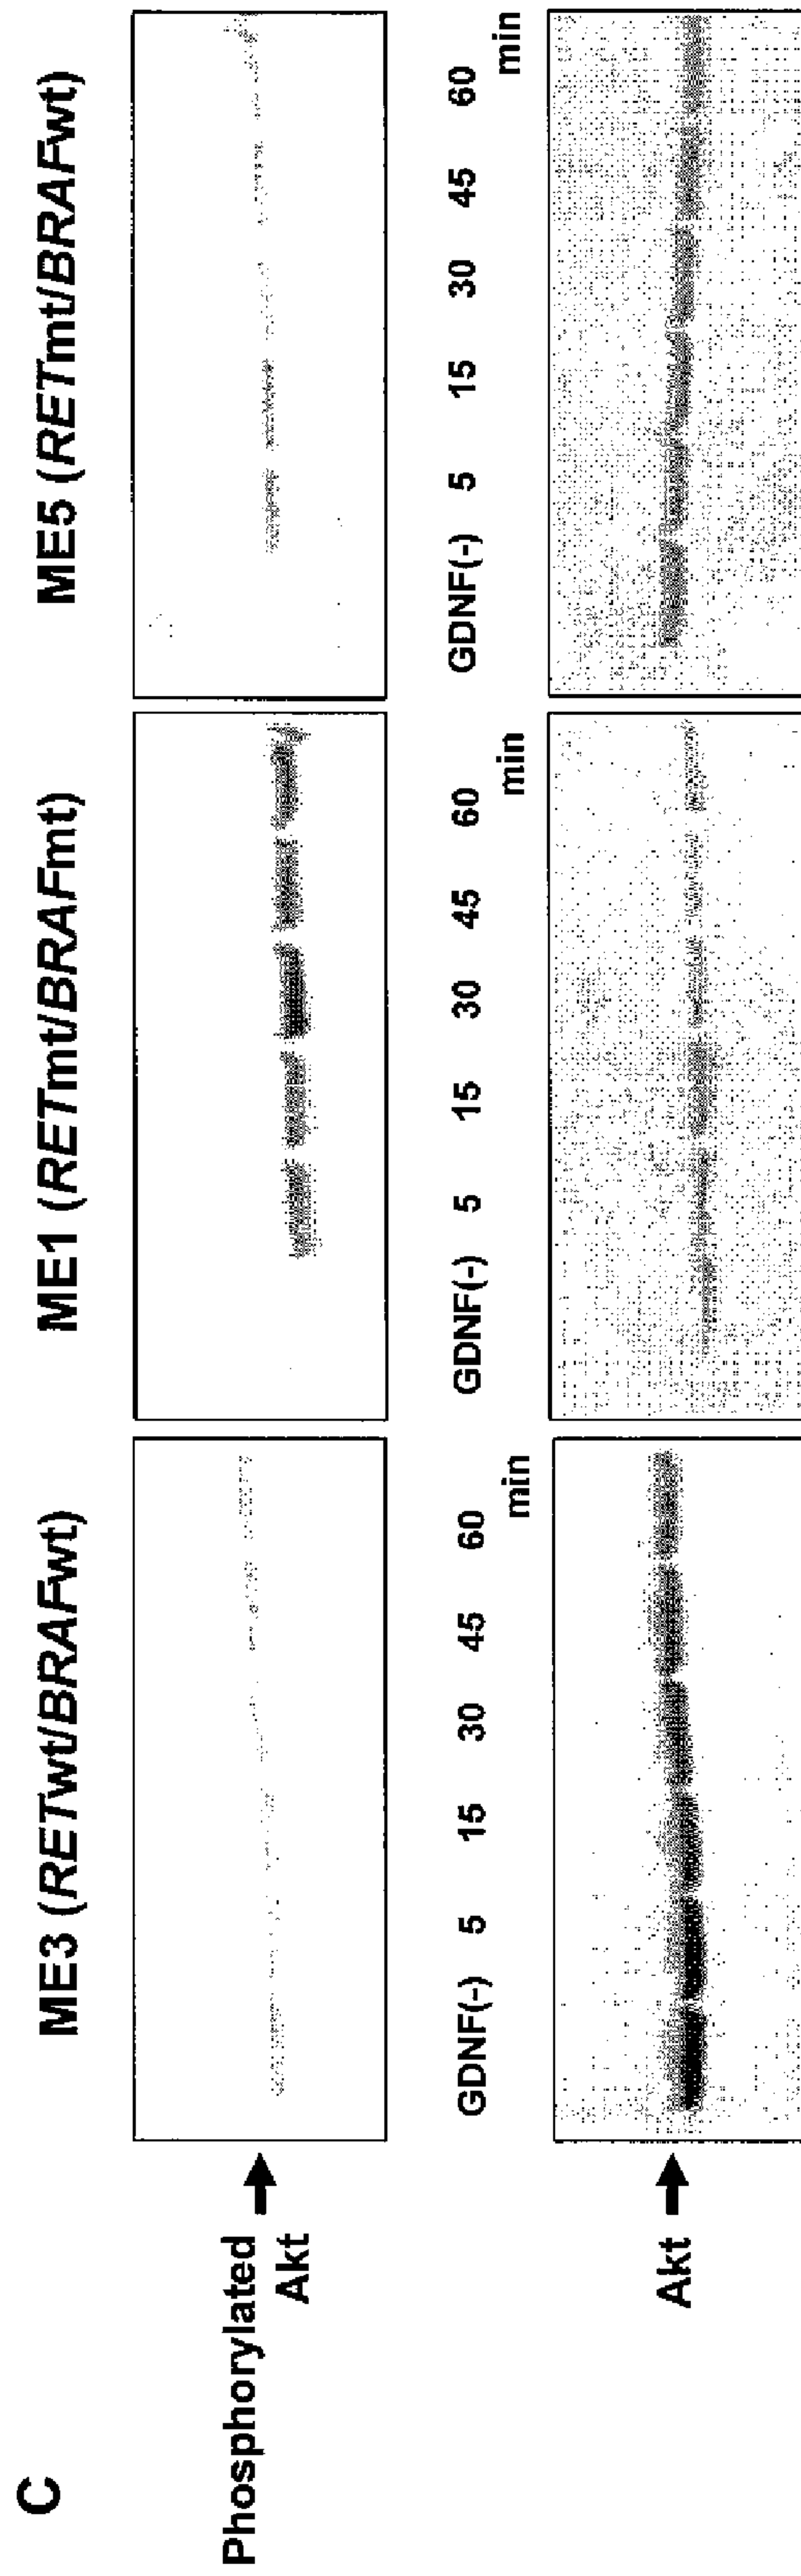 C
ME3 (RETwt/BRAFwt)
ME1 (RETmt/BRAFmt)
ME5 (RETmt/BRAFwt)
Phosphorylated
Akt
GDNF(-) 5 15 30 45 60
min
GDNF(-) 5 15 30 45 60
min
GDNF(-) 5 15 30 45 60
min
Akt